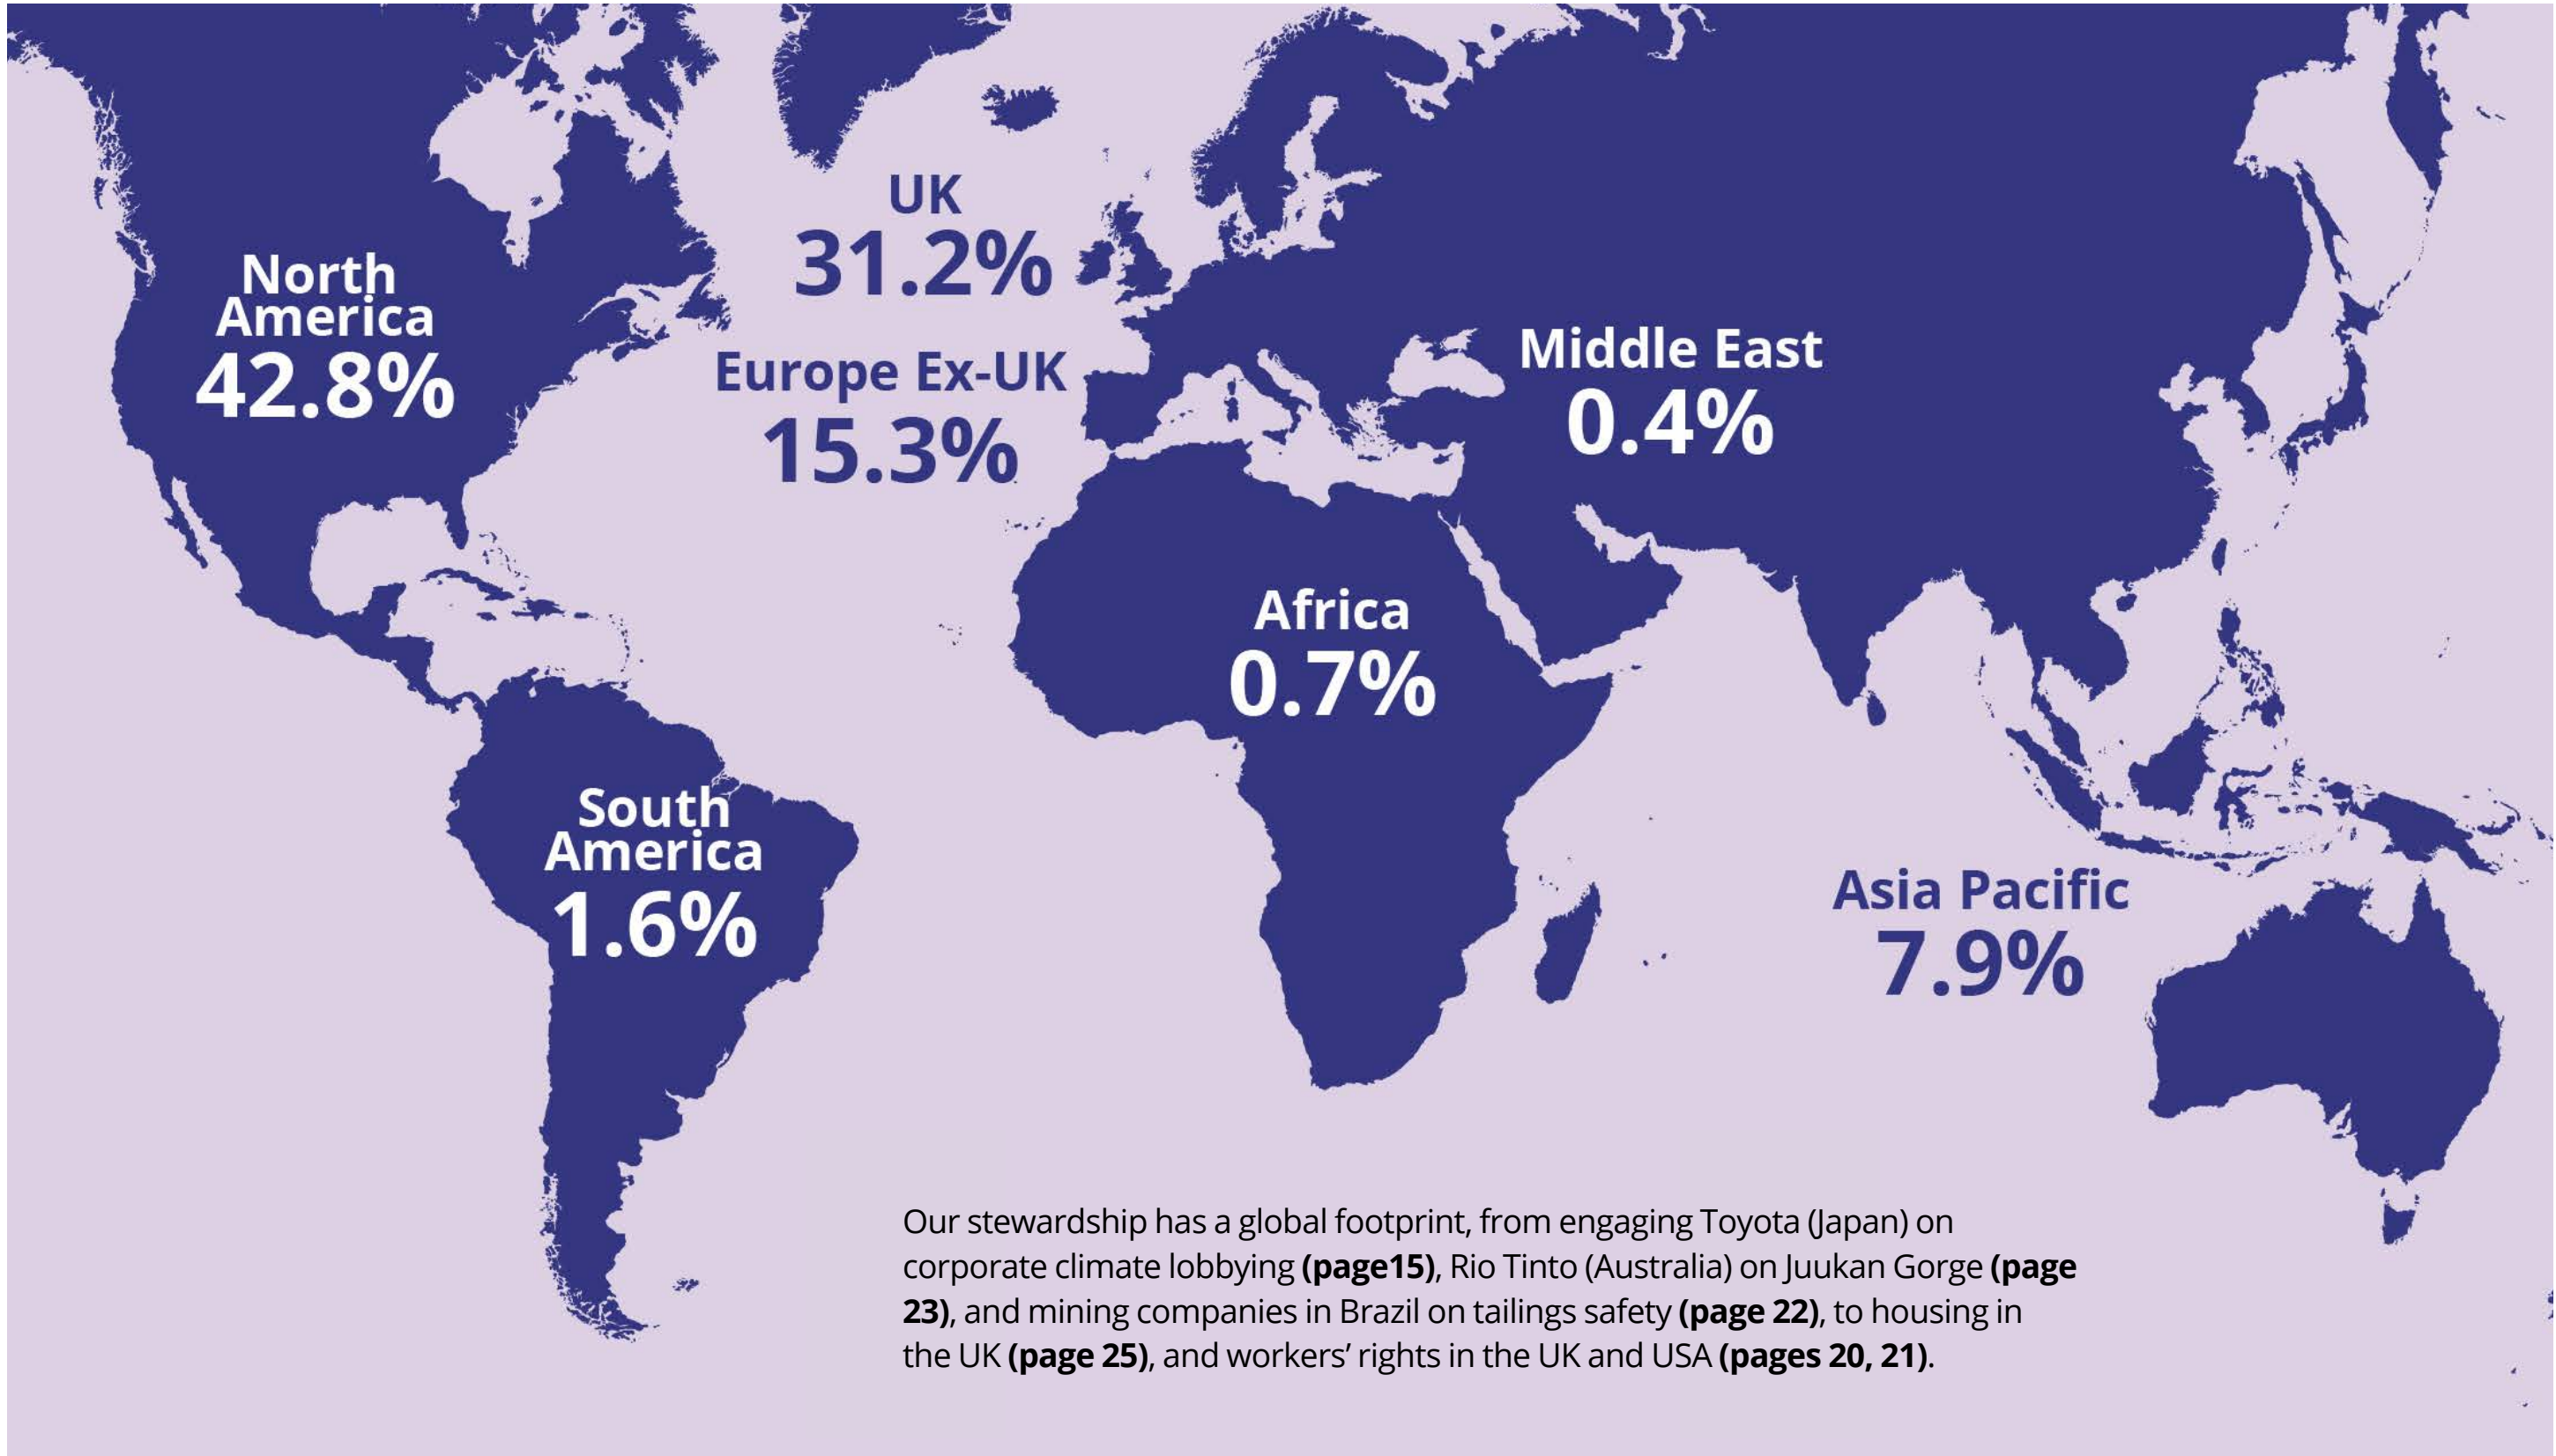 North
America
42.8%
UK
31.2%
Europe Ex-UK
15.3%
Middle East
0.4%
Africa
0.7%
South
America
1.6%
Asia Pacific
7.9%
Our stewardship has a global footprint, from engaging Toyota (Japan) on
corporate climate lobbying (page15), Rio Tinto (Australia) on Juukan Gorge (page
23), and mining companies in Brazil on tailings safety (page 22), to housing in
the UK (page 25), and workers’ rights in the UK and USA (pages 20, 21).